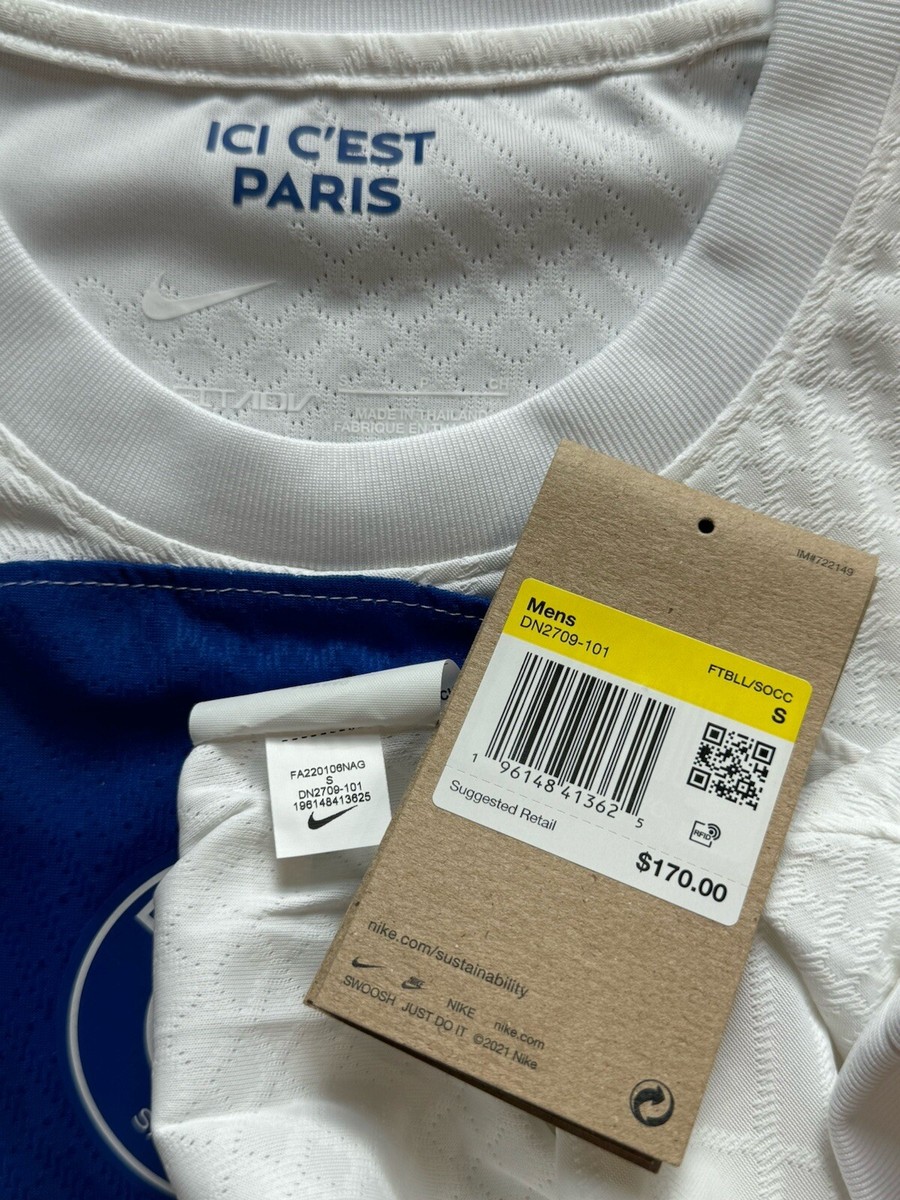 ICI C'EST
PARIS
P CH
MADE IN THAILAND
FABRIQUE EN
IM#722149
Mens
DN2709-101
FTBLL/SOCC
S
1 96148 41362 5
RFID
Suggested Retail
$170.00
FA220106NAG
S
DN2709-101
196148413625
nike.com/sustainability
SWOOSH JUST DO IT NIKE nike.com
©2021 Nike